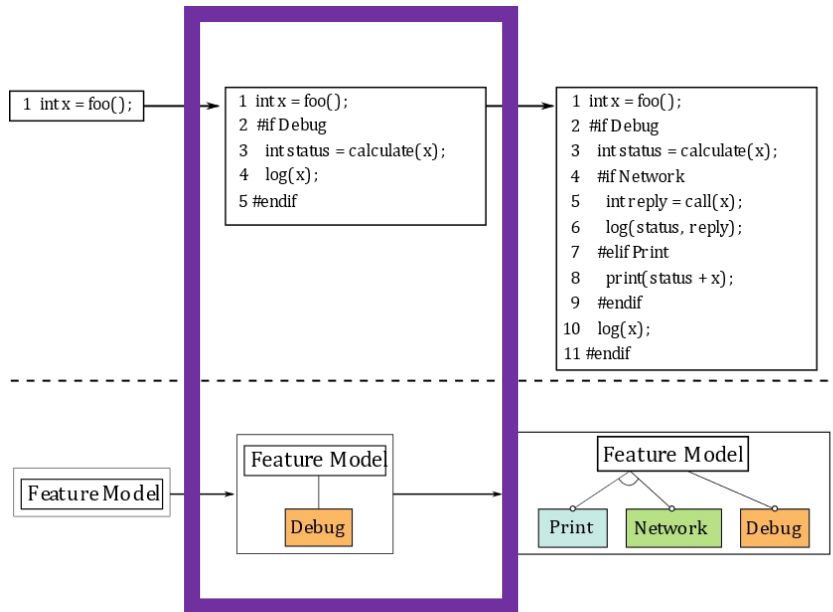 1 int x = foo();
1 int x = foo();
2 #if Debug
3 int status = calculate(x);
4 log(x);
5 #endif
1 int x = foo();
2 #if Debug
3 int status = calculate(x);
4 #if Network
5 int reply = call(x);
6 log(status, reply);
7 #elif Print
8 print(status + x);
9 #endif
10 log(x);
11 #endif
Feature Model
Feature Model
Debug
Feature Model
Print
Network
Debug